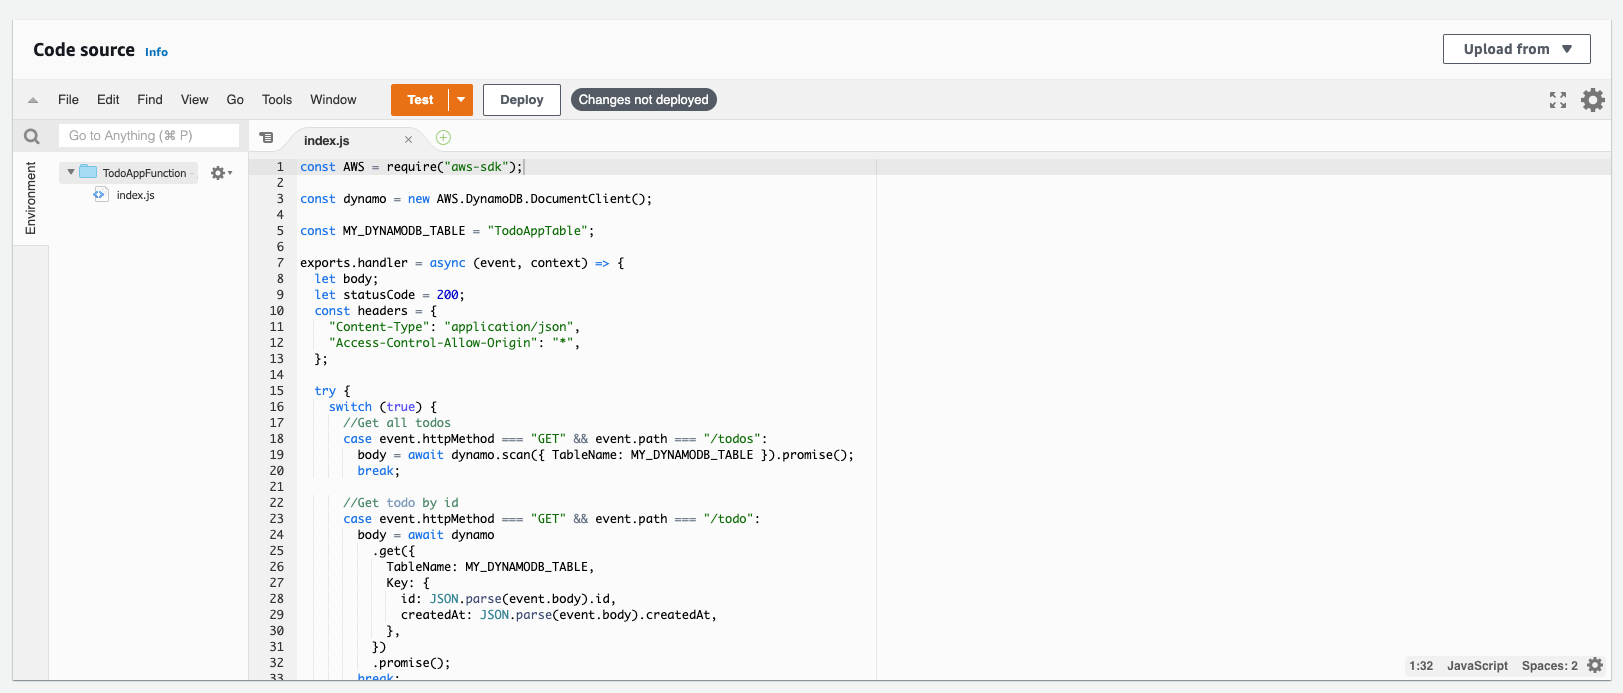 Code source Info
Upload from
File Edit Find View Go Tools Window Test Deploy Changes not deployed
Go to Anything (⌘ P)
index.js
Environment
TodoAppFunction
index.js
1 const AWS = require("aws-sdk");
2
3 const dynamo = new AWS.DynamoDB.DocumentClient();
4
5 const MY_DYNAMODB_TABLE = "TodoAppTable";
6
7 exports.handler = async (event, context) => {
8   let body;
9   let statusCode = 200;
10   const headers = {
11     "Content-Type": "application/json",
12     "Access-Control-Allow-Origin": "*",
13   };
14
15   try {
16     switch (true) {
17       //Get all todos
18       case event.httpMethod === "GET" && event.path === "/todos":
19         body = await dynamo.scan({ TableName: MY_DYNAMODB_TABLE }).promise();
20         break;
21
22       //Get todo by id
23       case event.httpMethod === "GET" && event.path === "/todo":
24         body = await dynamo
25           .get({
26             TableName: MY_DYNAMODB_TABLE,
27             Key: {
28               id: JSON.parse(event.body).id,
29               createdAt: JSON.parse(event.body).createdAt,
30             },
31           })
32           .promise();
33         break;
1:32 JavaScript Spaces: 2